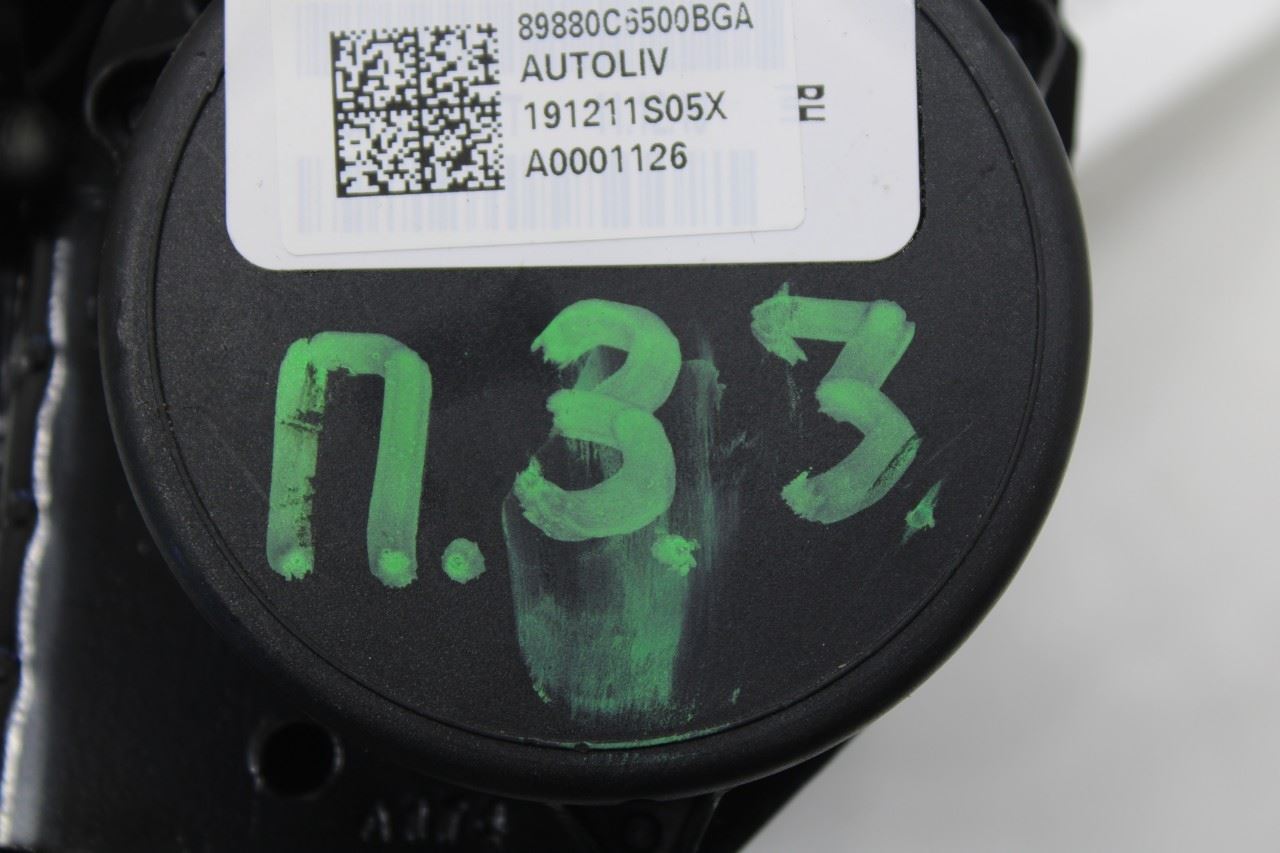 89880C6500BGA
AUTOLIV
191211S05X
A0001126
П.З.З.